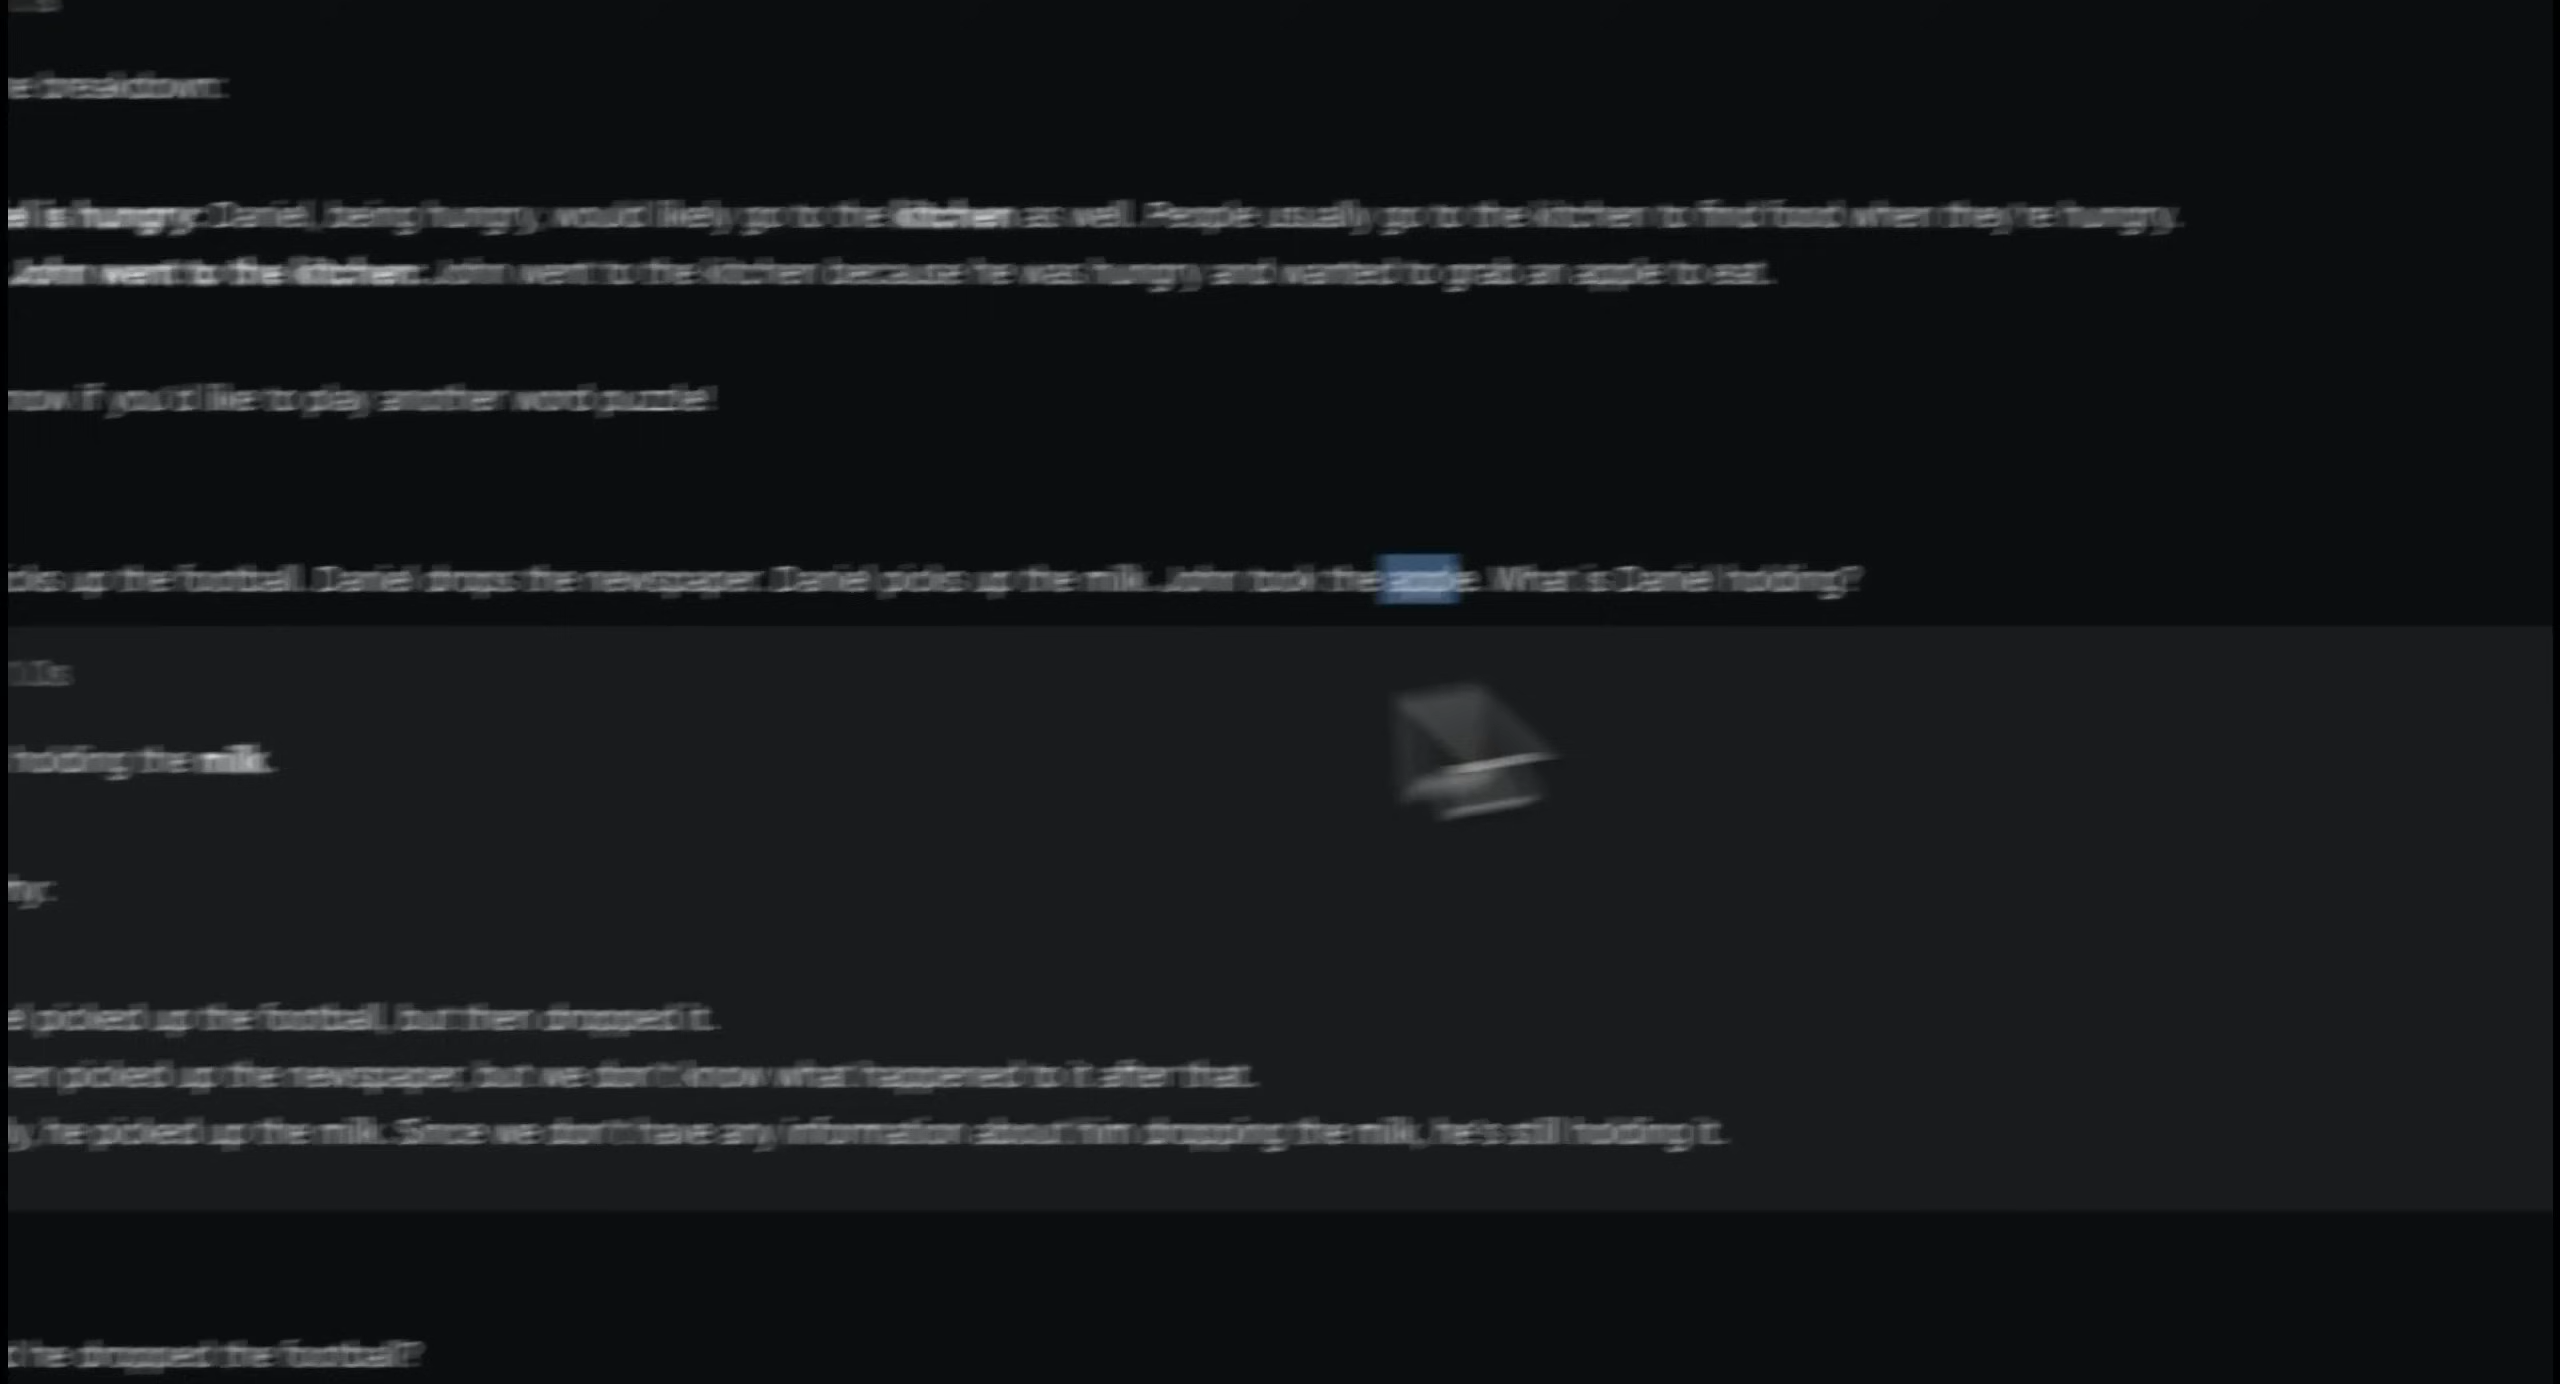 e breakdown:
el is hungry: Daniel, being hungry, would likely go to the kitchen as well. People usually go to the kitchen to find food when they're hungry.
John went to the kitchen: John went to the kitchen because he was hungry and wanted to grab an apple to eat.
now if you'd like to play another word puzzle!
cks up the football. Daniel drops the newspaper. Daniel picks up the milk. John took the apple. What is Daniel holding?
holding the milk.
hy:
e picked up the football, but then dropped it.
en picked up the newspaper, but we don't know what happened to it after that.
y, he picked up the milk. Since we don't have any information about him dropping the milk, he's still holding it.
he dropped the football?